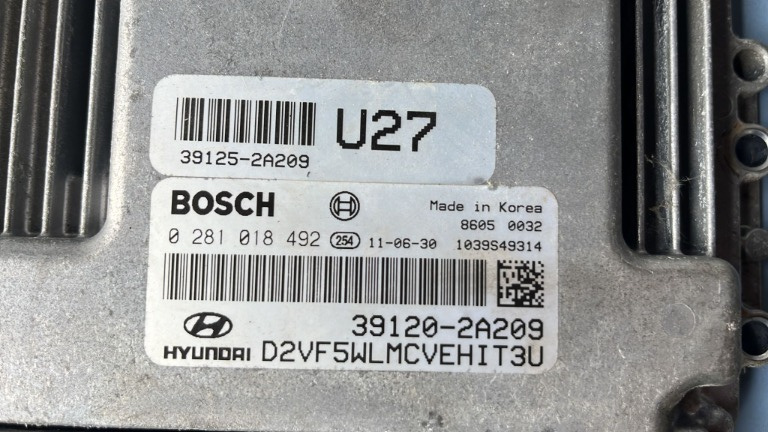 U27
39125-2A209
BOSCH
Made in Korea
8605 0032
0 281 018 492 254 11-06-30 1039S49314
39120-2A209
HYUNDAI D2VF5WLMCVEHIT3U